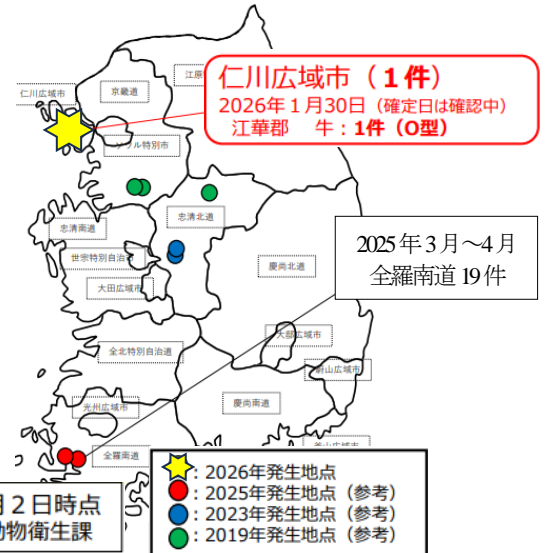 仁川広域市(1件)
2026年1月30日(確定日は確認中)
江華郡 牛:1件(O型)
江原
仁川広域市
京畿道
ソウル特別市
忠清北道
忠清南道
世宗特別自治
大田広域市
慶尚北道
2025年3月~4月
全羅南道19件
全北特別自治道
大邱広域市
蔚山広域市
光州広域市
慶尚南道
全羅南道
釜山広域市
月2日時点
動物衛生課
:2026年発生地点
:2025年発生地点(参考)
:2023年発生地点(参考)
:2019年発生地点(参考)